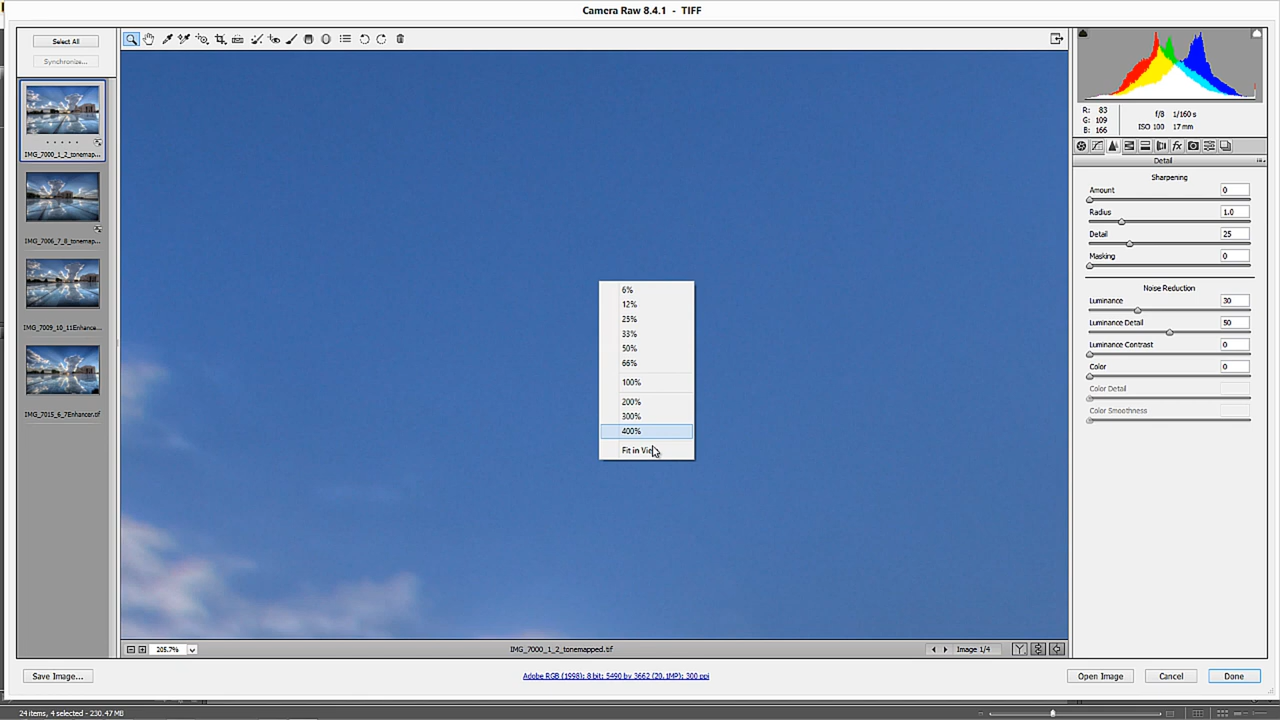 Camera Raw 8.4.1 - TIFF
Select All
Synchronize...
IMG_7000_1_2_tonemap...
IMG_7006_7_8_tonemap...
IMG_7009_10_11Enhance...
IMG_7015_6_7Enhancer.tif
6%
12%
25%
33%
50%
66%
100%
200%
300%
400%
Fit in View
R: 83
G: 109
B: 166
f/8 1/160 s
ISO 100 17 mm
Detail
Sharpening
Amount 0
Radius 1.0
Detail 25
Masking 0
Noise Reduction
Luminance 30
Luminance Detail 50
Luminance Contrast 0
Color 0
Color Detail
Color Smoothness
205.7%
IMG_7000_1_2_tonemapped.tif
Image 1/4
Save Image...
Adobe RGB (1998); 8 bit; 5490 by 3662 (20.1MP); 300 ppi
Open Image
Cancel
Done
24 items, 4 selected - 230.47 MB